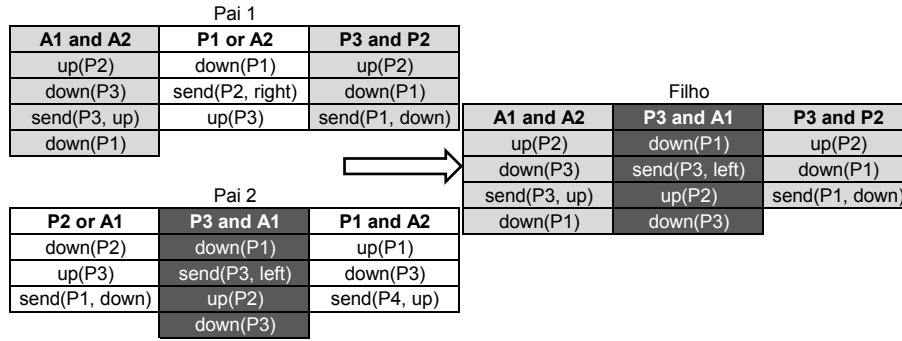 Pai 1
A1 and A2 P1 or A2 P3 and P2
up(P2) down(P1) up(P2)
down(P3) send(P2, right) down(P1)
send(P3, up) up(P3) send(P1, down)
down(P1)
Pai 2
P2 or A1 P3 and A1 P1 and A2
down(P2) down(P1) up(P1)
up(P3) send(P3, left) down(P3)
send(P1, down) up(P2) send(P4, up)
down(P3)
Filho
A1 and A2 P3 and A1 P3 and P2
up(P2) down(P1) up(P2)
down(P3) send(P3, left) down(P1)
send(P3, up) up(P2) send(P1, down)
down(P1) down(P3)